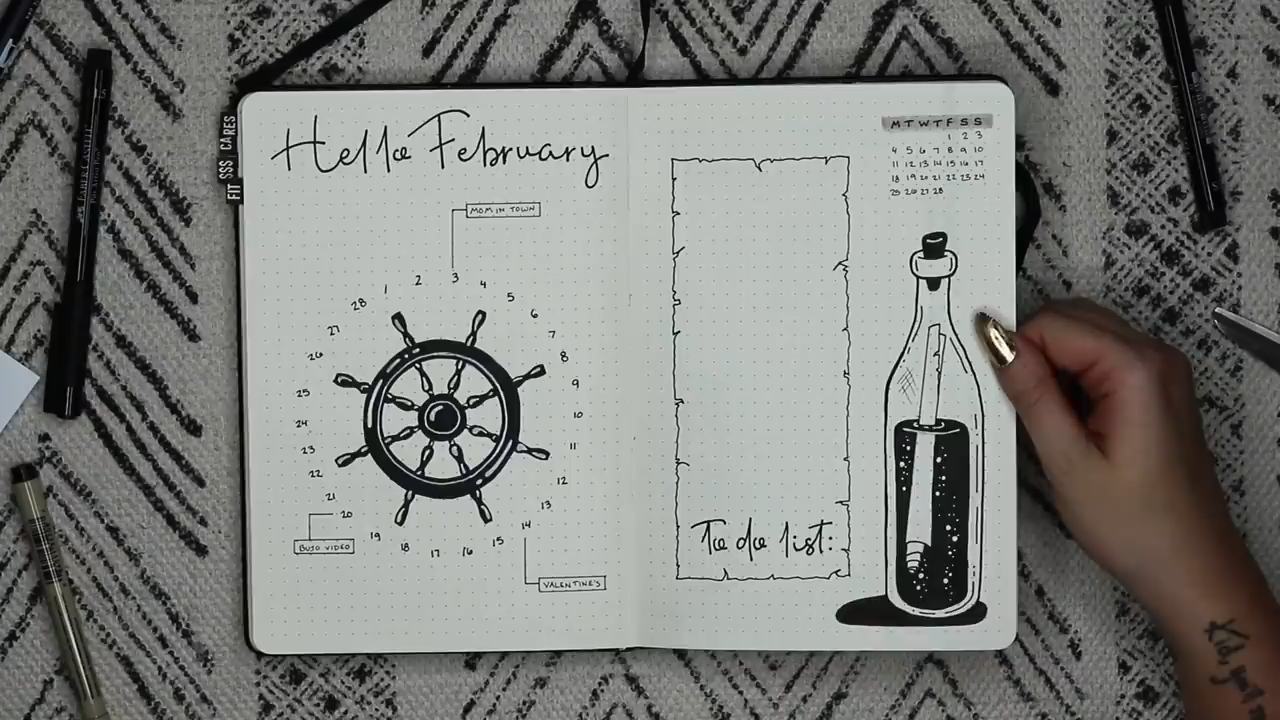 Hello February
MOM IN TOWN
1 2 3 4 5 6 7 8 9 10 11 12 13 14 15 16 17 18 19 20 21 22 23 24 25 26 27 28
BUJO VIDEO
VALENTINE'S
To do list:
M T W T F S S
1 2 3
4 5 6 7 8 9 10
11 12 13 14 15 16 17
18 19 20 21 22 23 24
25 26 27 28
CARES
SSS
FIT
FABER-CASTELL
Kid,